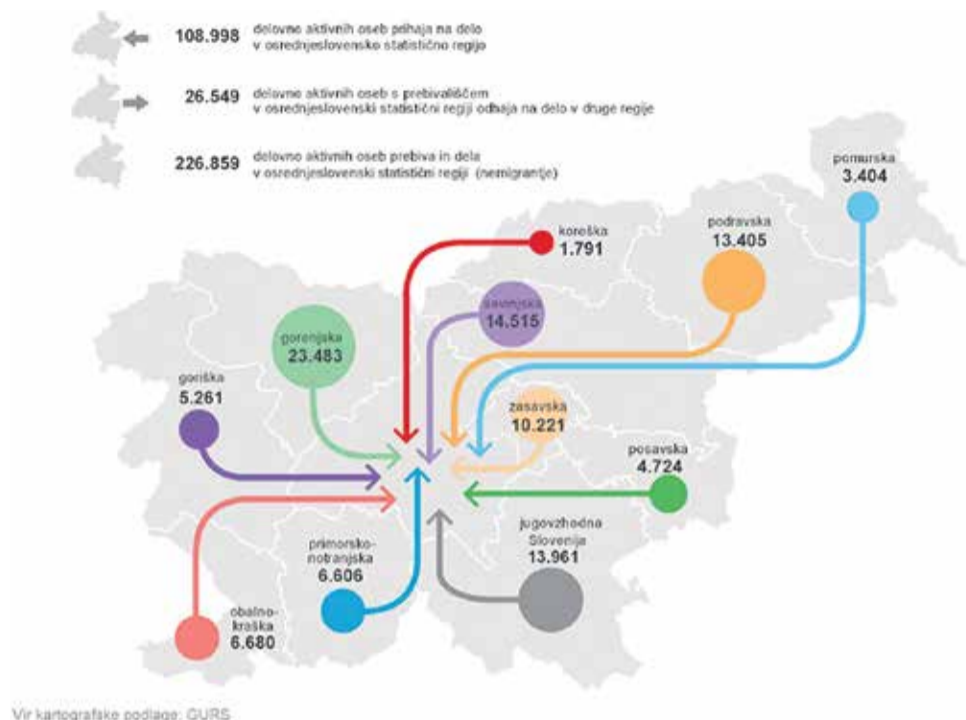 108.998
delovno aktivnih oseb prihaja na delo
v osrednjeslovensko statistično regijo
26.549
delovno aktivnih oseb s prebivališčem
v osrednjeslovenski statistični regiji odhaja na delo v druge regije
226.859
delovno aktivnih oseb prebiva in dela
v osrednjeslovenski statistični regiji (nemigrantje)
pomurska
3.404
koroška
1.791
podravska
13.405
savinjska
14.515
gorenjska
23.483
goriška
5.261
zasavska
10.221
posavska
4.724
jugovzhodna
Slovenija
13.961
primorsko-
notranjska
6.606
obalno-
kraška
6.680
Vir kartografske podlage: GURS